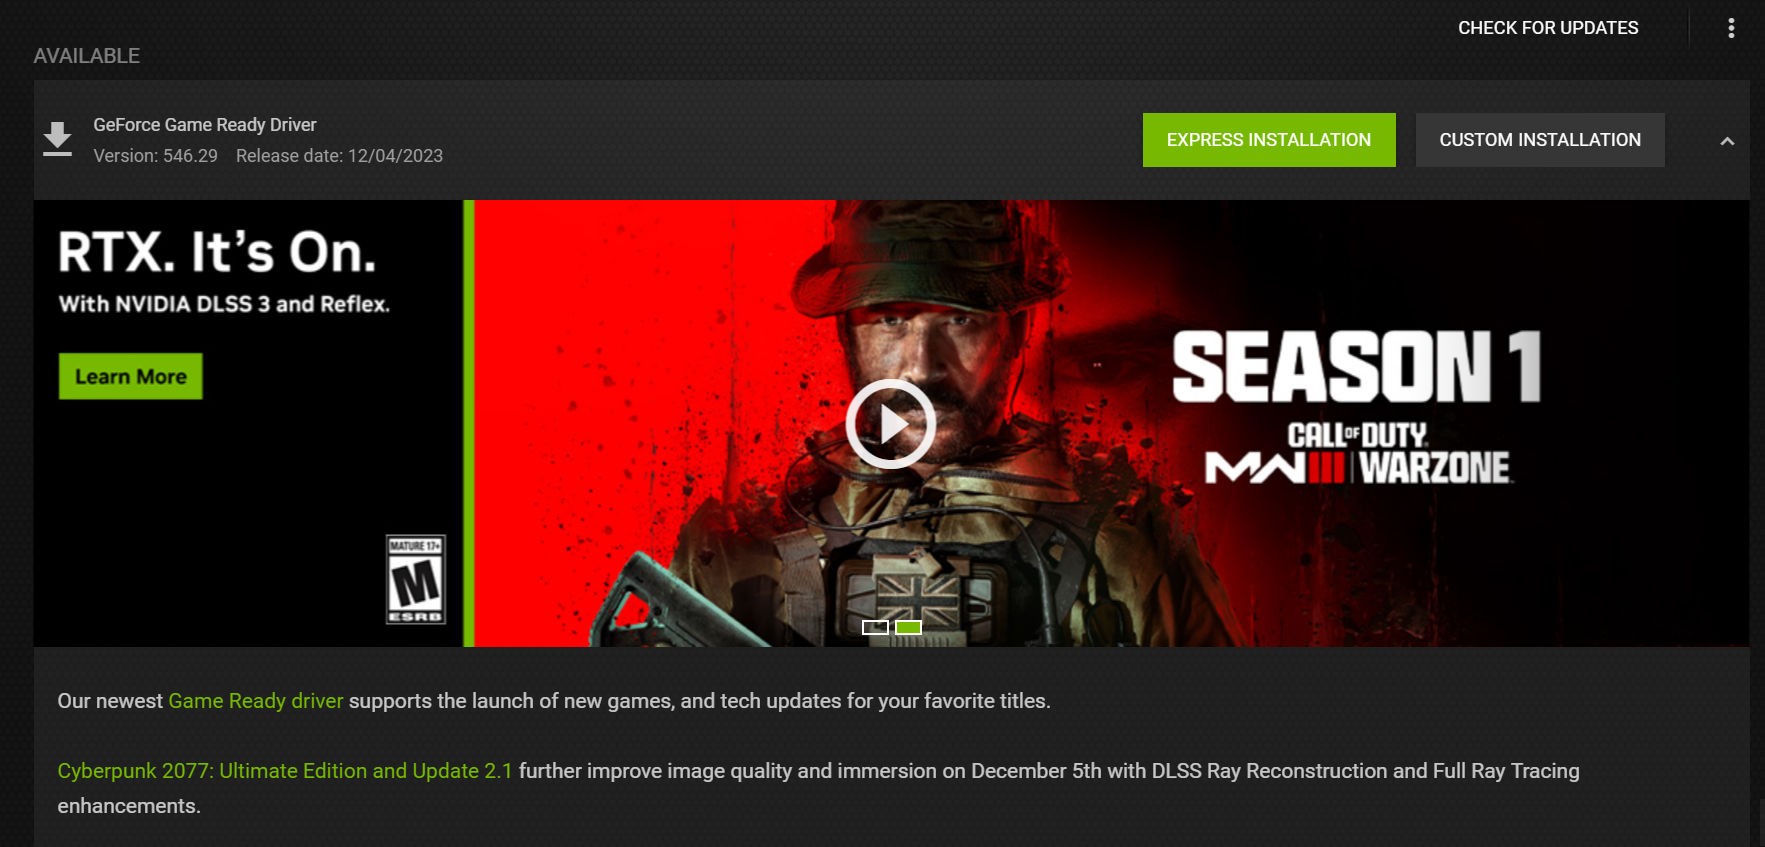 CHECK FOR UPDATES
AVAILABLE
GeForce Game Ready Driver
Version: 546.29 Release date: 12/04/2023
EXPRESS INSTALLATION
CUSTOM INSTALLATION
RTX. It's On.
With NVIDIA DLSS 3 and Reflex.
Learn More
MATURE 17+
M
ESRB
SEASON 1
CALL OF DUTY
MWIII | WARZONE
Our newest Game Ready driver supports the launch of new games, and tech updates for your favorite titles.
Cyberpunk 2077: Ultimate Edition and Update 2.1 further improve image quality and immersion on December 5th with DLSS Ray Reconstruction and Full Ray Tracing
enhancements.